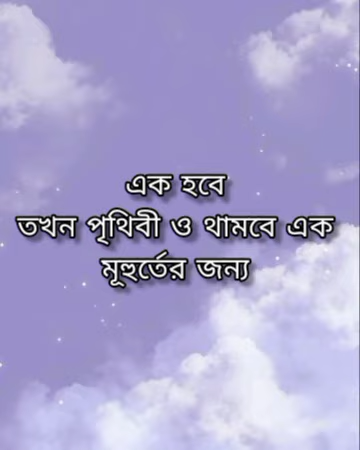 এক হবে
তখন পৃথিবী ও থামবে এক
মূহুর্তের জন্য